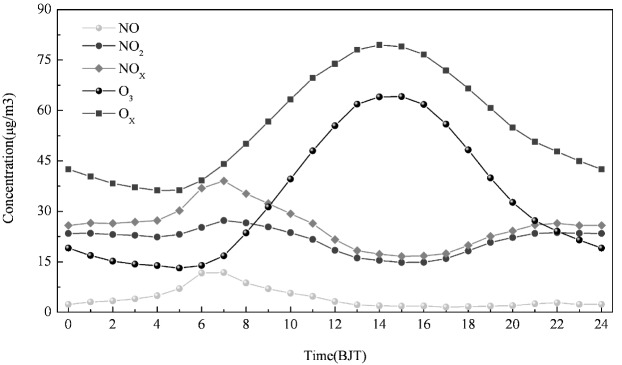 90
75
60
45
30
15
0
Concentration(μg/m3)
NO
NO₂
NOX
O₃
OX
0 2 4 6 8 10 12 14 16 18 20 22 24
Time(BJT)